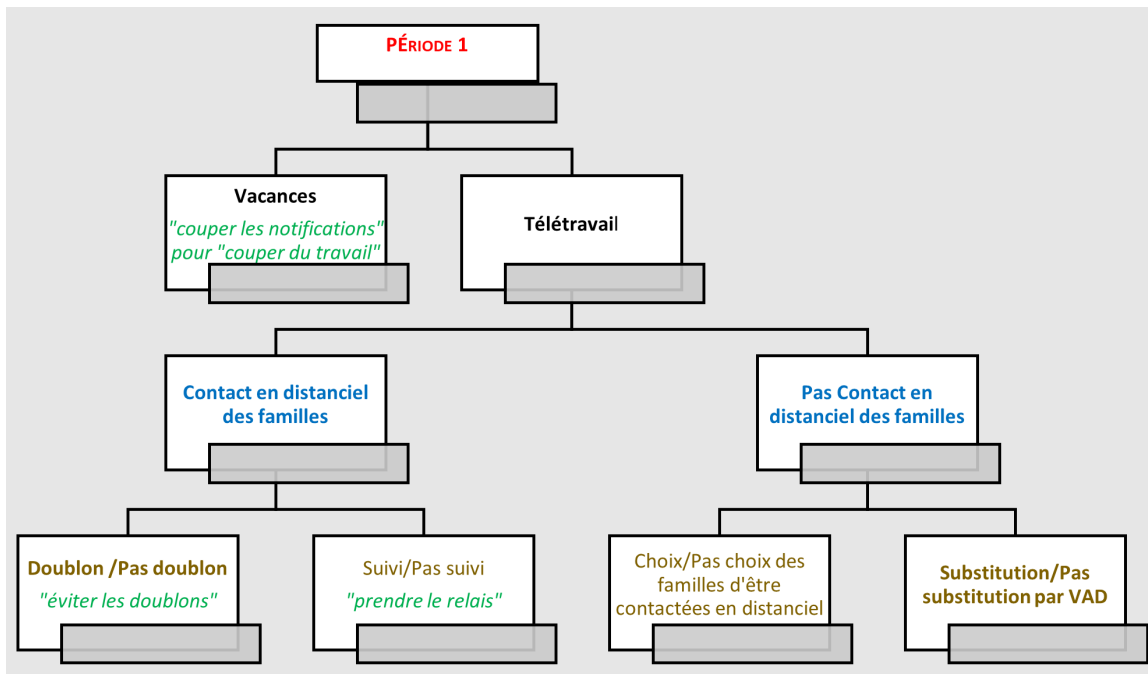 PÉRIODE 1
Vacances
"couper les notifications"
pour "couper du travail"
Télétravail
Contact en distanciel
des familles
Pas Contact en
distanciel des familles
Doublon /Pas doublon
"éviter les doublons"
Suivi/Pas suivi
"prendre le relais"
Choix/Pas choix des
familles d'être
contactées en distanciel
Substitution/Pas
substitution par VAD